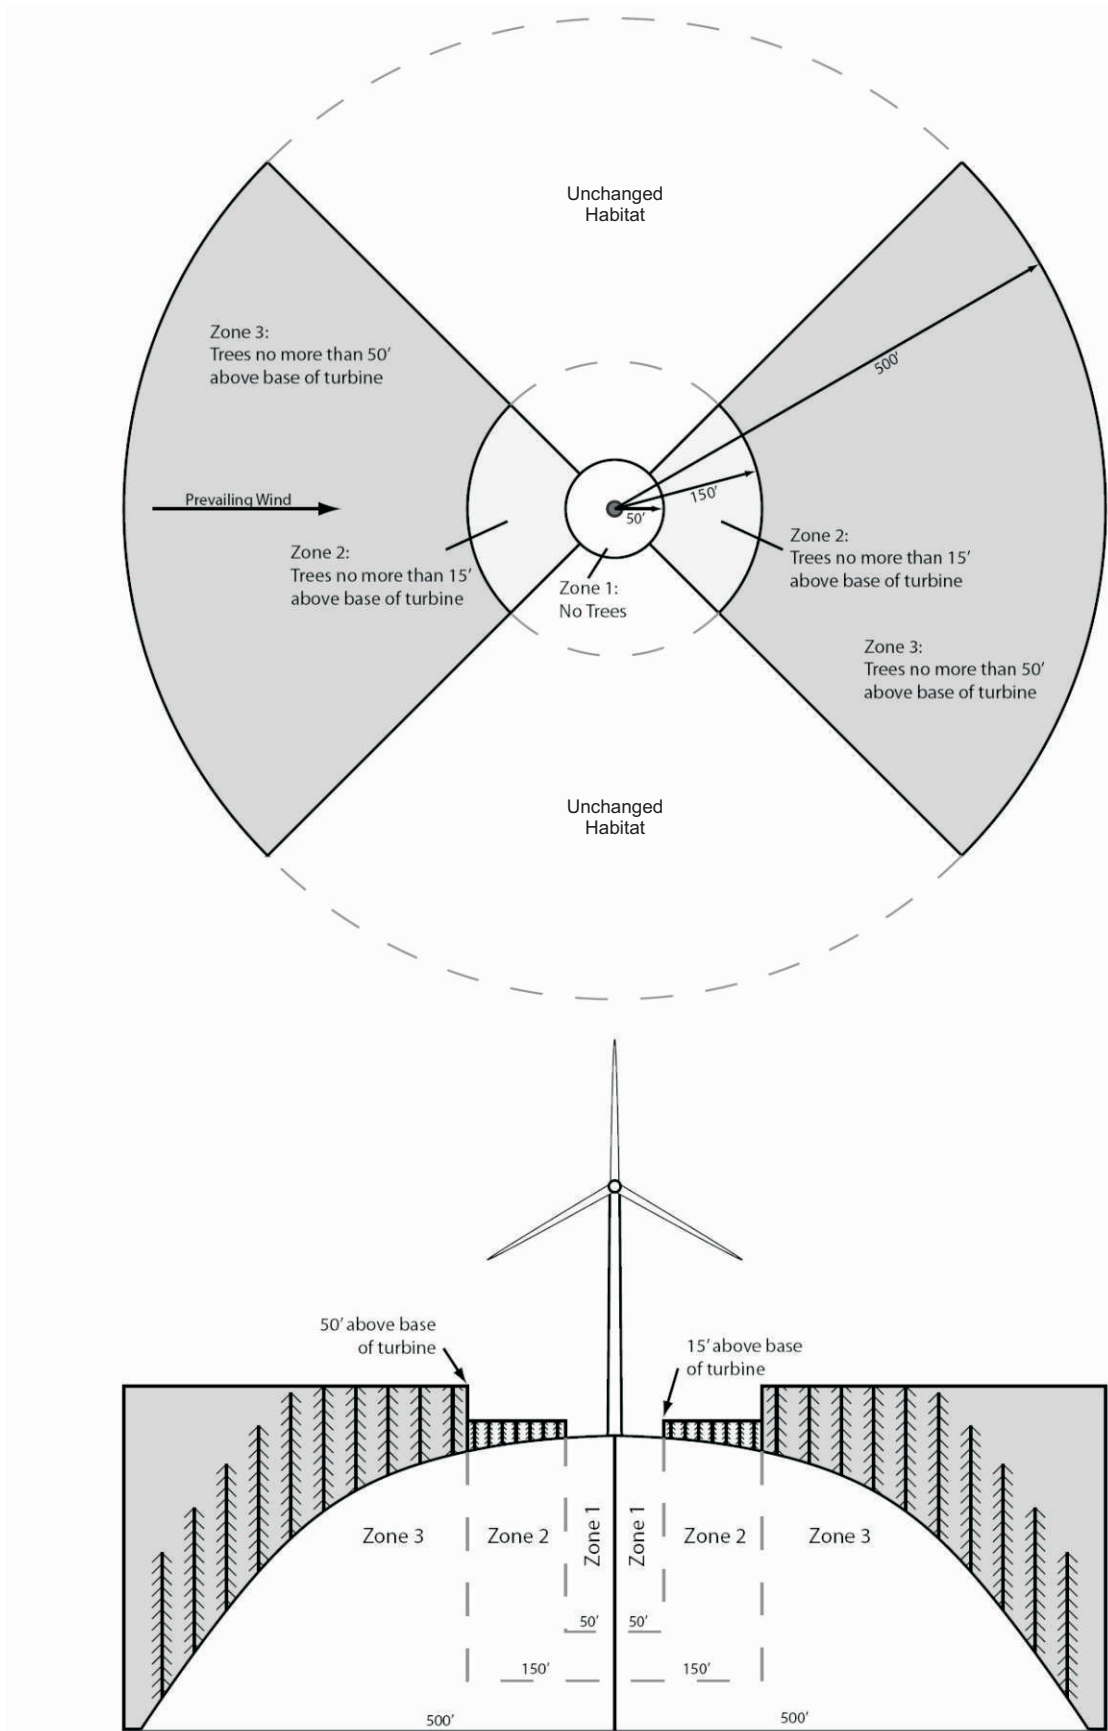 Unchanged
Habitat
Zone 3:
Trees no more than 50′
above base of turbine
500′
Prevailing Wind
150′
50′
Zone 2:
Trees no more than 15′
above base of turbine
Zone 2:
Trees no more than 15′
above base of turbine
Zone 1:
No Trees
Zone 3:
Trees no more than 50′
above base of turbine
Unchanged
Habitat
50′ above base
of turbine
15′ above base
of turbine
Zone 3
Zone 2
Zone 1
Zone 1
Zone 2
Zone 3
50′
50′
150′
150′
500′
500′